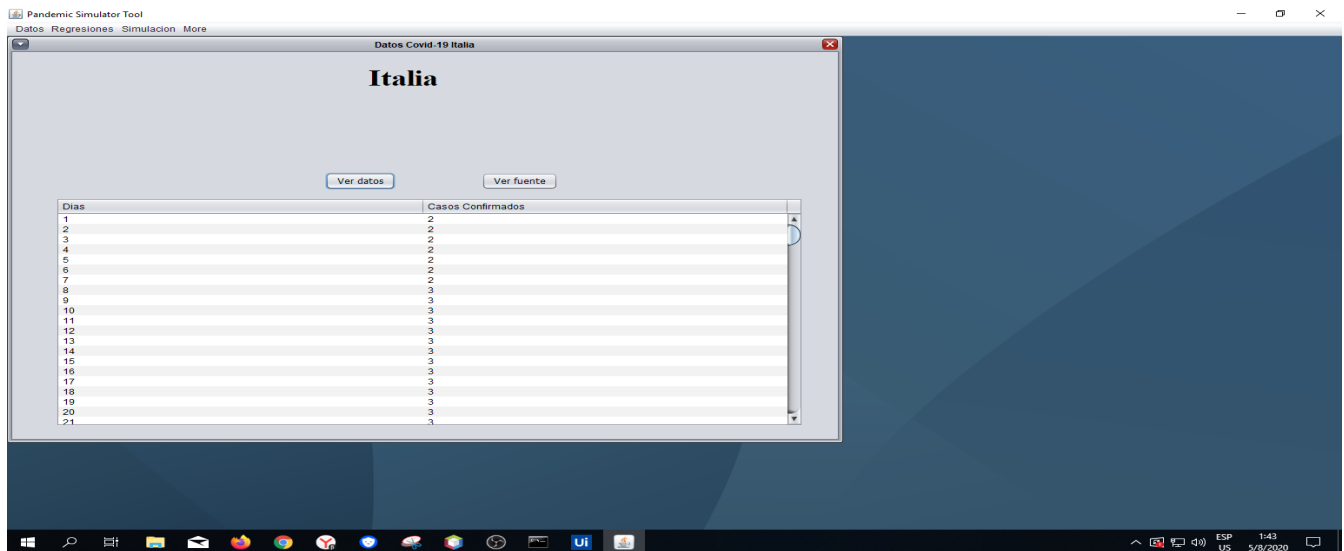 Pandemic Simulator Tool
Datos Regresiones Simulacion More
Datos Covid-19 Italia
Italia
Ver datos Ver fuente
Dias Casos Confirmados
1 2
2 2
3 2
4 2
5 2
6 2
7 2
8 3
9 3
10 3
11 3
12 3
13 3
14 3
15 3
16 3
17 3
18 3
19 3
20 3
21 3
Ui
ESP 1:43
US 5/8/2020